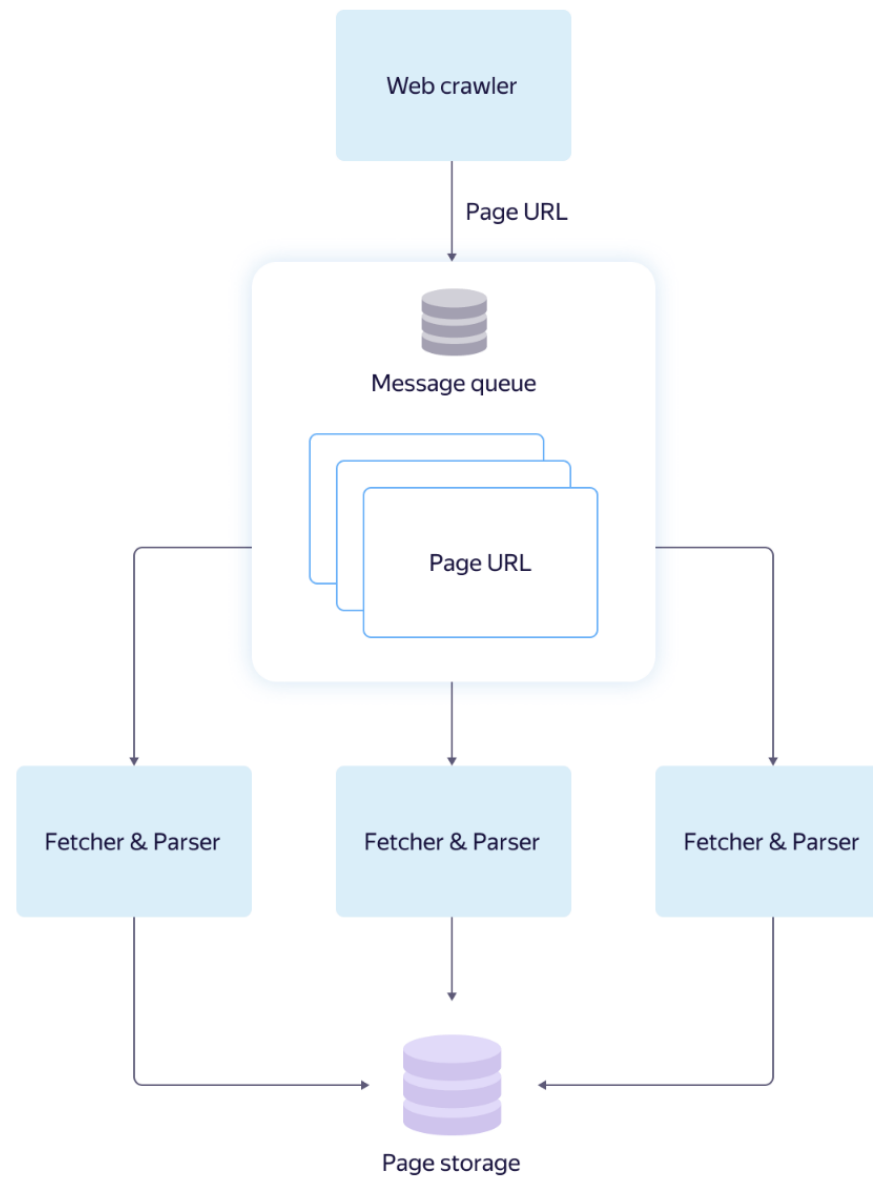 Web crawler
Page URL
Message queue
Page URL
Fetcher & Parser
Fetcher & Parser
Fetcher & Parser
Page storage